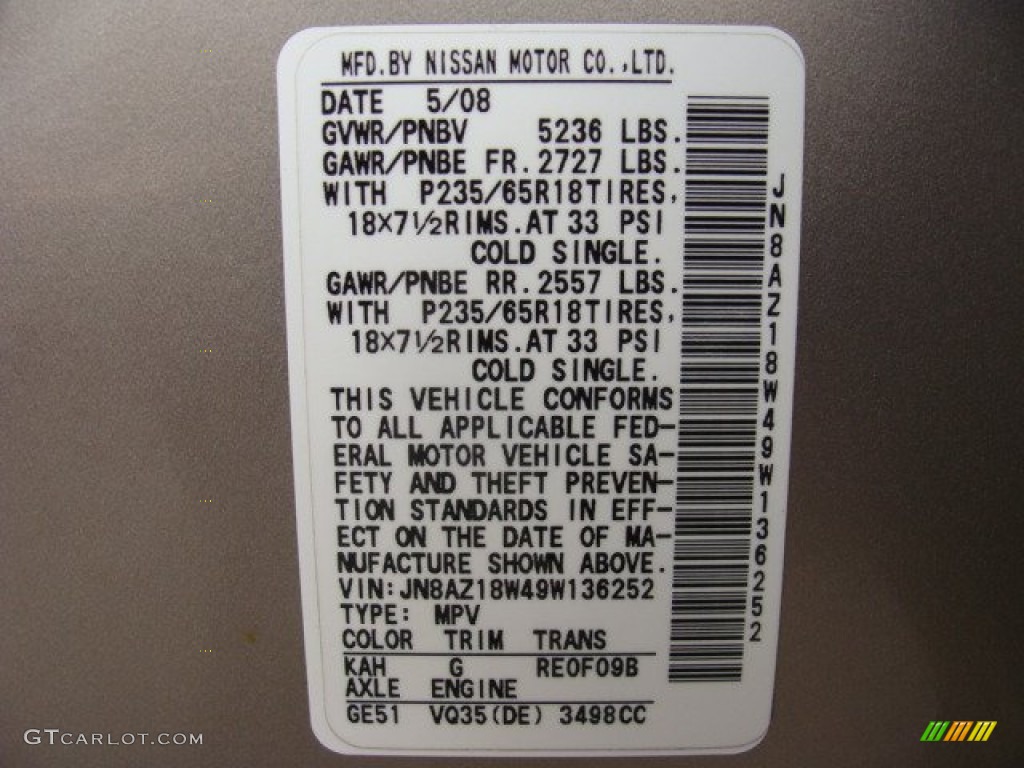 MFD.BY NISSAN MOTOR CO.,LTD.
DATE 5/08
GVWR/PNBV 5236 LBS.
GAWR/PNBE FR. 2727 LBS.
WITH P235/65R18TIRES,
18×7½RIMS.AT 33 PSI
COLD SINGLE.
GAWR/PNBE RR. 2557 LBS.
WITH P235/65R18TIRES,
18×7½RIMS.AT 33 PSI
COLD SINGLE.
THIS VEHICLE CONFORMS
TO ALL APPLICABLE FED-
ERAL MOTOR VEHICLE SA-
FETY AND THEFT PREVEN-
TION STANDARDS IN EFF-
ECT ON THE DATE OF MA-
NUFACTURE SHOWN ABOVE.
VIN:JN8AZ18W49W136252
TYPE: MPV
COLOR TRIM TRANS
KAH G RE0F09B
AXLE ENGINE
GE51 VQ35(DE) 3498CC
JN8AZ18W49W136252
GTCARLOT.COM